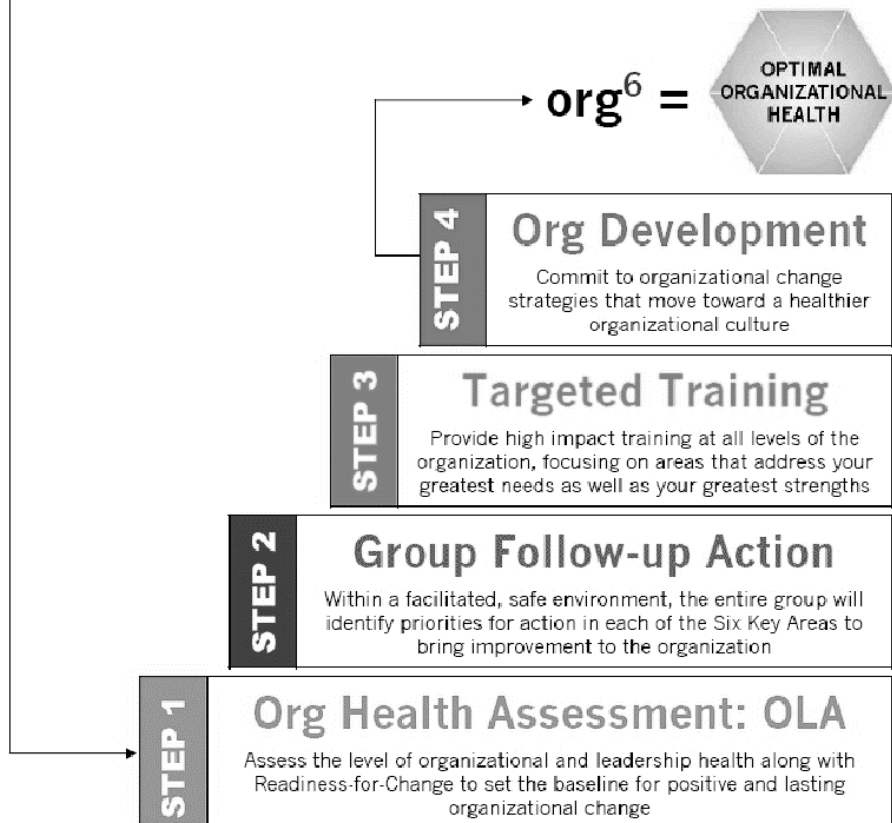 org⁶ =
OPTIMAL
ORGANIZATIONAL
HEALTH
STEP 4
Org Development
Commit to organizational change
strategies that move toward a healthier
organizational culture
STEP 3
Targeted Training
Provide high impact training at all levels of the
organization, focusing on areas that address your
greatest needs as well as your greatest strengths
STEP 2
Group Follow-up Action
Within a facilitated, safe environment, the entire group will
identify priorities for action in each of the Six Key Areas to
bring improvement to the organization
STEP 1
Org Health Assessment: OLA
Assess the level of organizational and leadership health along with
Readiness-for-Change to set the baseline for positive and lasting
organizational change